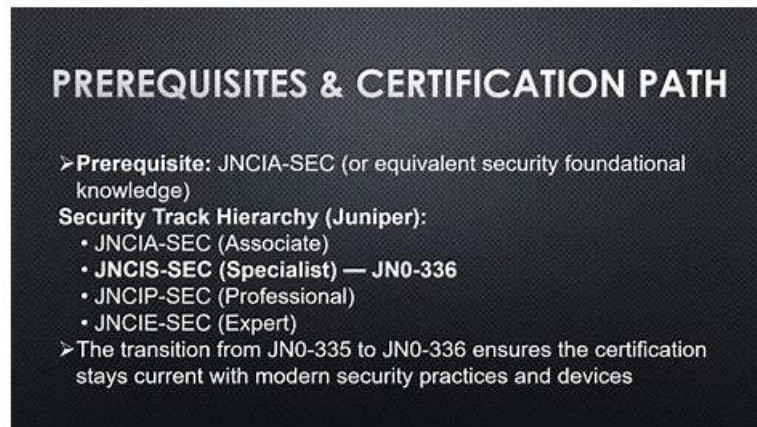 PREREQUISITES & CERTIFICATION PATH
➢Prerequisite: JNCIA-SEC (or equivalent security foundational
knowledge)
Security Track Hierarchy (Juniper):
• JNCIA-SEC (Associate)
• JNCIS-SEC (Specialist) — JN0-336
• JNCIP-SEC (Professional)
• JNCIE-SEC (Expert)
➢The transition from JN0-335 to JN0-336 ensures the certification
stays current with modern security practices and devices